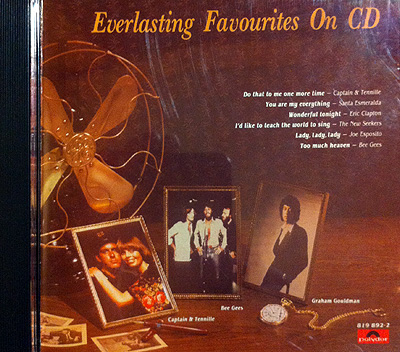 Everlasting Favourites On CD
Do that to me one more time – Captain & Tennille
You are my everything – Santa Esmeralda
Wonderful tonight – Eric Clapton
I'd like to teach the world to sing – The New Seekers
Lady, lady, lady – Joe Esposito
Too much heaven – Bee Gees
Graham Gouldman
Bee Gees
Captain & Tennille
819 892-2
polydor